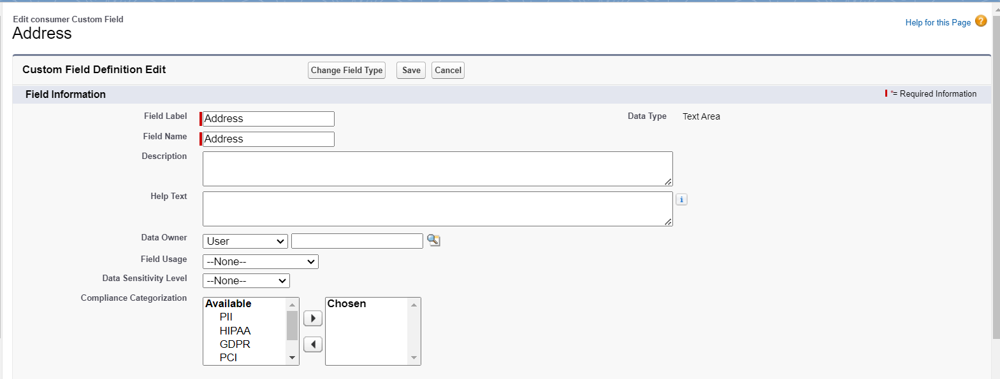 Edit consumer Custom Field
Address
Help for this Page ?
Custom Field Definition Edit
Change Field Type
Save
Cancel
Field Information
*= Required Information
Field Label
Address
Data Type
Text Area
Field Name
Address
Description
Help Text
i
Data Owner
User
Field Usage
--None--
Data Sensitivity Level
--None--
Compliance Categorization
Available
PII
HIPAA
GDPR
PCI
Chosen